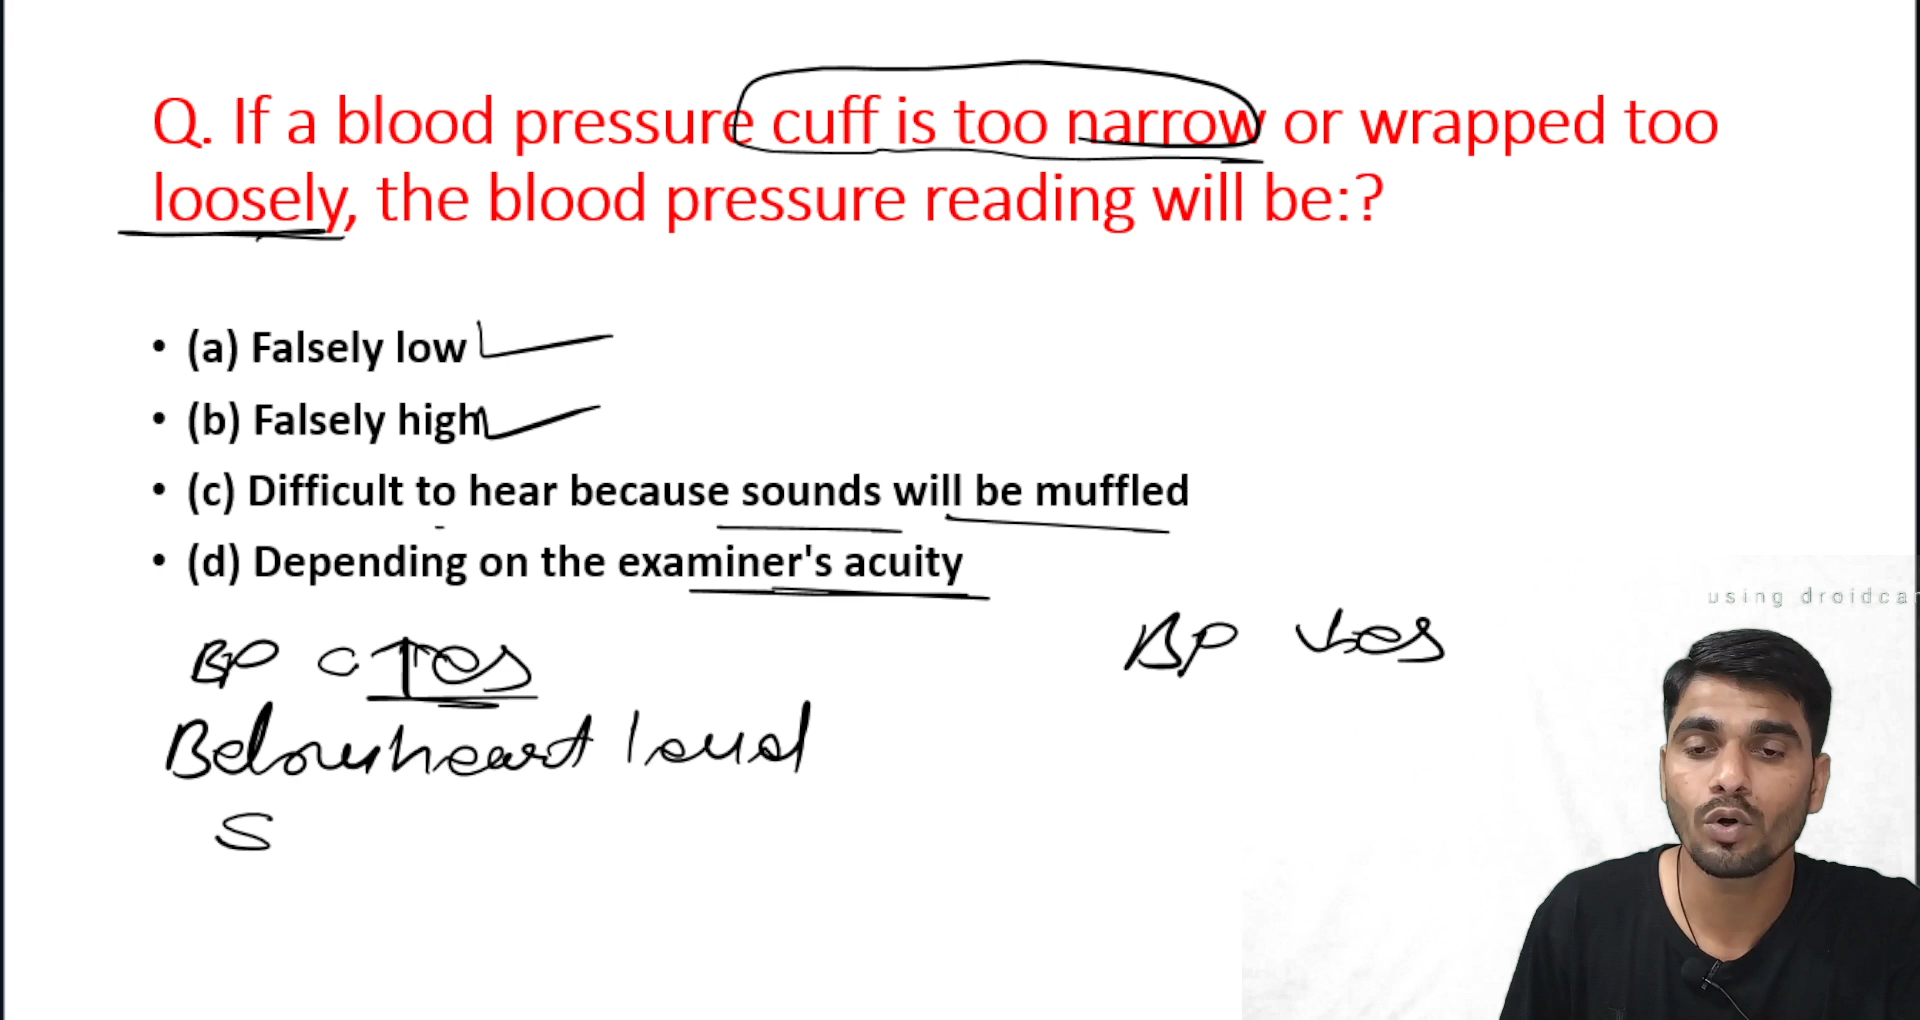 Q. If a blood pressure cuff is too narrow or wrapped too
loosely, the blood pressure reading will be:?
• (a) Falsely low
• (b) Falsely high
• (c) Difficult to hear because sounds will be muffled
• (d) Depending on the examiner's acuity
using droidca
BP ↑es
BP ↓es
Below heart level
S